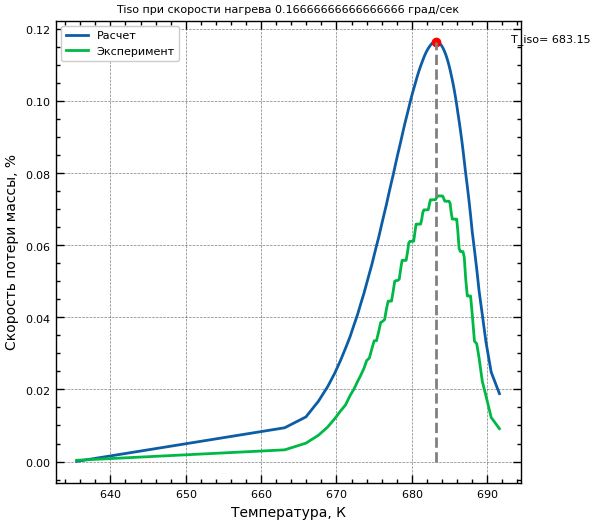 Tiso при скорости нагрева 0.16666666666666666 град/сек
Расчет
Эксперимент
T_iso= 683.15
Скорость потери массы, %
0.12
0.10
0.08
0.06
0.04
0.02
0.00
640 650 660 670 680 690
Температура, К